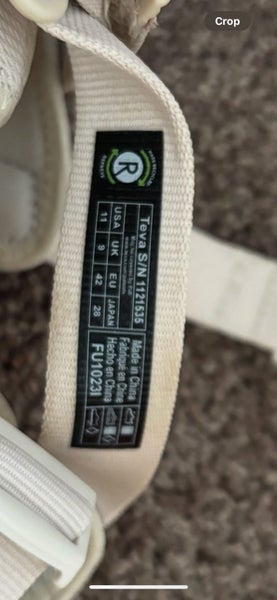 Crop
R
Teva S/N 1121535
USA UK EU JAPAN
11 9 42 28
Made in China
Fabriqué en Chine
Hecho en China
FU1023I